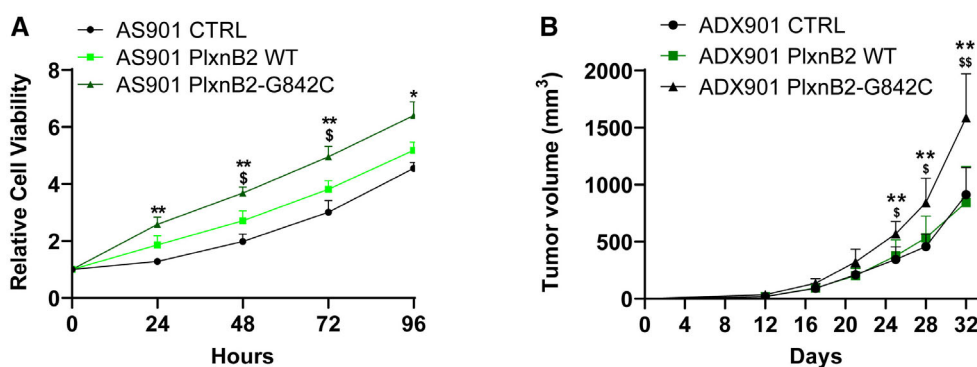 A
AS901 CTRL
AS901 PlxnB2 WT
AS901 PlxnB2-G842C
Relative Cell Viability
8
6
4
2
0
**
**
$
**
$
*
0 24 48 72 96
Hours
B
ADX901 CTRL
ADX901 PlxnB2 WT
ADX901 PlxnB2-G842C
Tumor volume (mm³)
2000
1500
1000
500
0
**
$
**
$
**
$$
0 4 8 12 16 20 24 28 32
Days